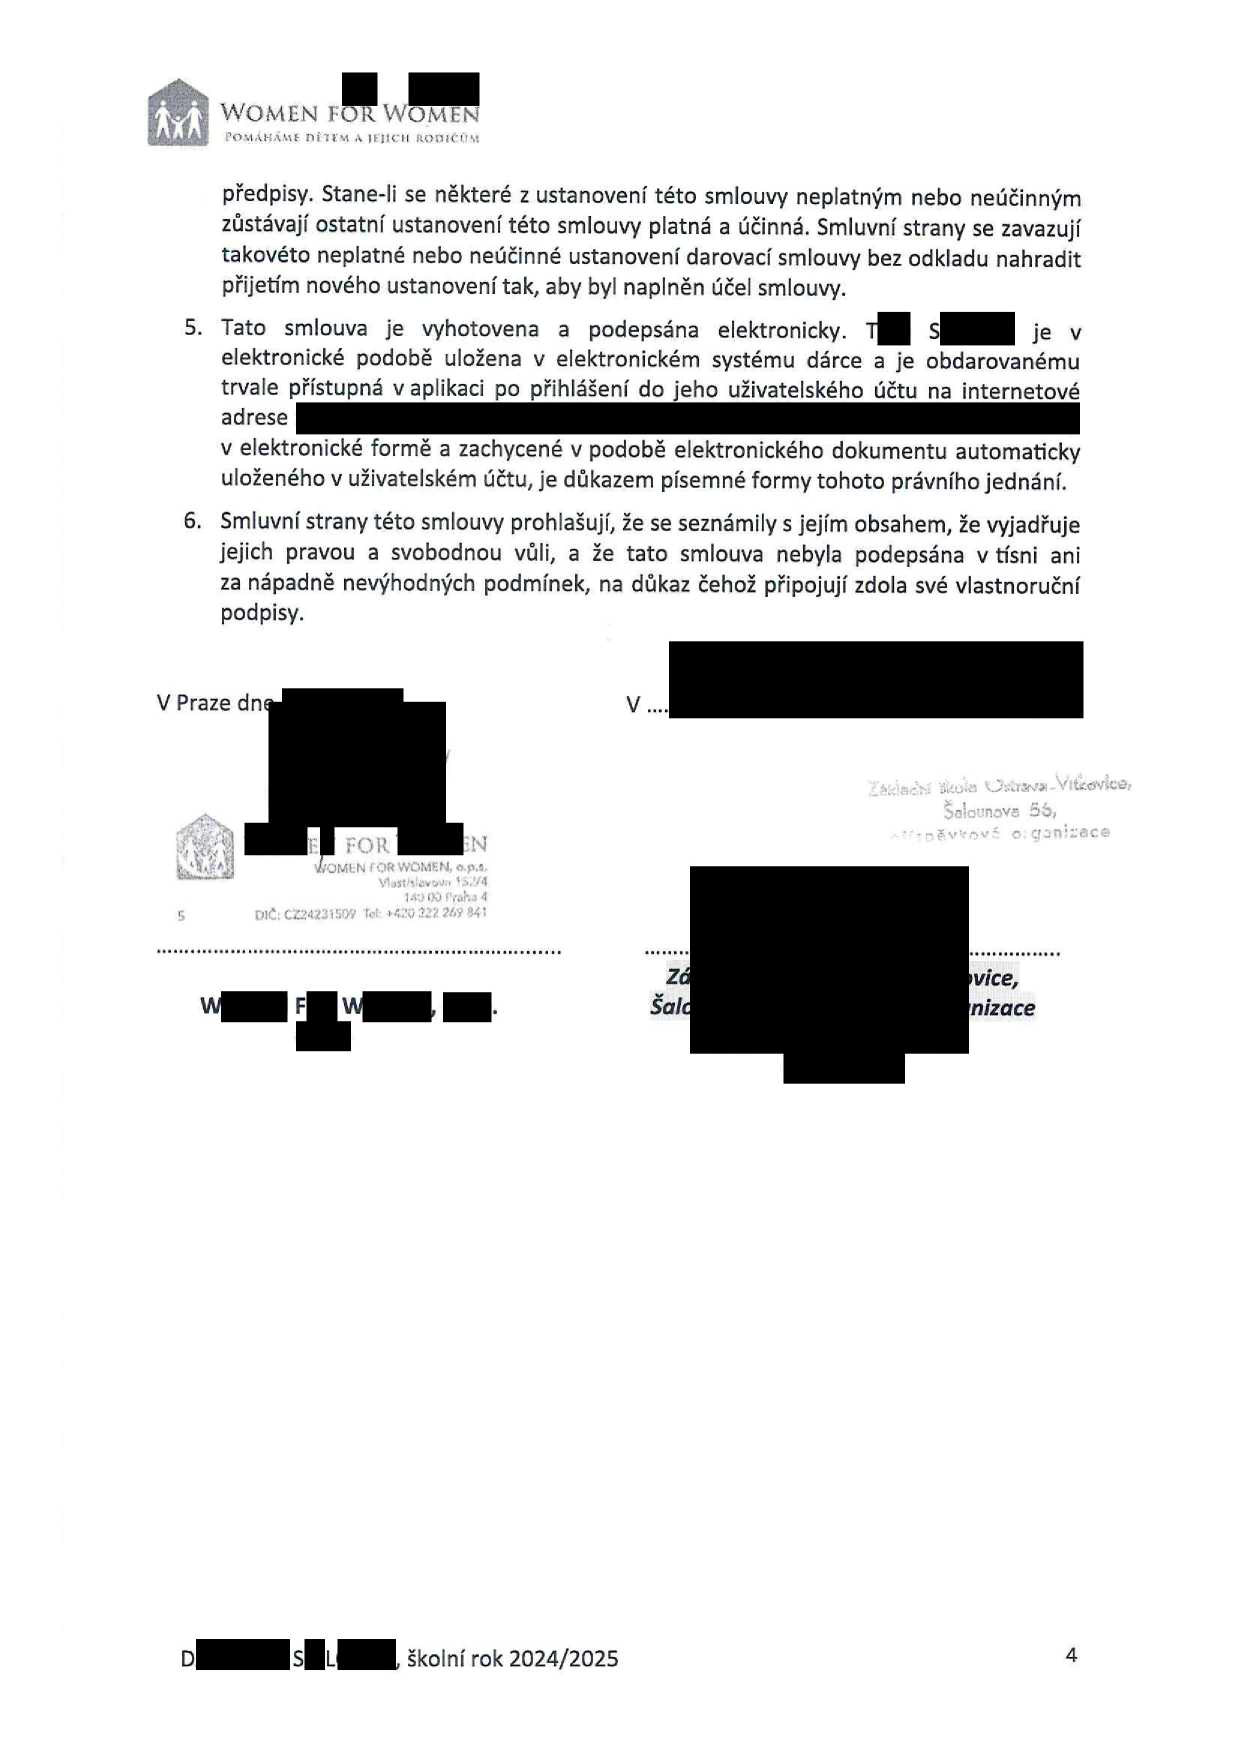 WOMEN FOR WOMEN
POMÁHÁME DĚTEM A JEJICH RODIČŮM
předpisy. Stane-li se některé z ustanovení této smlouvy neplatným nebo neúčinným
zůstávají ostatní ustanovení této smlouvy platná a účinná. Smluvní strany se zavazují
takovéto neplatné nebo neúčinné ustanovení darovací smlouvy bez odkladu nahradit
přijetím nového ustanovení tak, aby byl naplněn účel smlouvy.
5. Tato smlouva je vyhotovena a podepsána elektronicky. T S je v
elektronické podobě uložena v elektronickém systému dárce a je obdarovanému
trvale přístupná v aplikaci po přihlášení do jeho uživatelského účtu na internetové
adrese
v elektronické formě a zachycené v podobě elektronického dokumentu automaticky
uloženého v uživatelském účtu, je důkazem písemné formy tohoto právního jednání.
6. Smluvní strany této smlouvy prohlašují, že se seznámily s jejím obsahem, že vyjadřuje
jejich pravou a svobodnou vůli, a že tato smlouva nebyla podepsána v tísni ani
za nápadně nevýhodných podmínek, na důkaz čehož připojují zdola své vlastnoruční
podpisy.
V Praze dne
V ....
Základní škola Ostrava-Vítkovice,
Šalounova 56,
příspěvková organizace
E FOR EN
WOMEN FOR WOMEN, o.p.s.
Vlastislavova 152/4
140 00 Praha 4
5 DIČ: CZ24231509 Tel: +420 222 269 841
Zá ovice,
Šalo nizace
W F W , .
D S L , školní rok 2024/2025
4